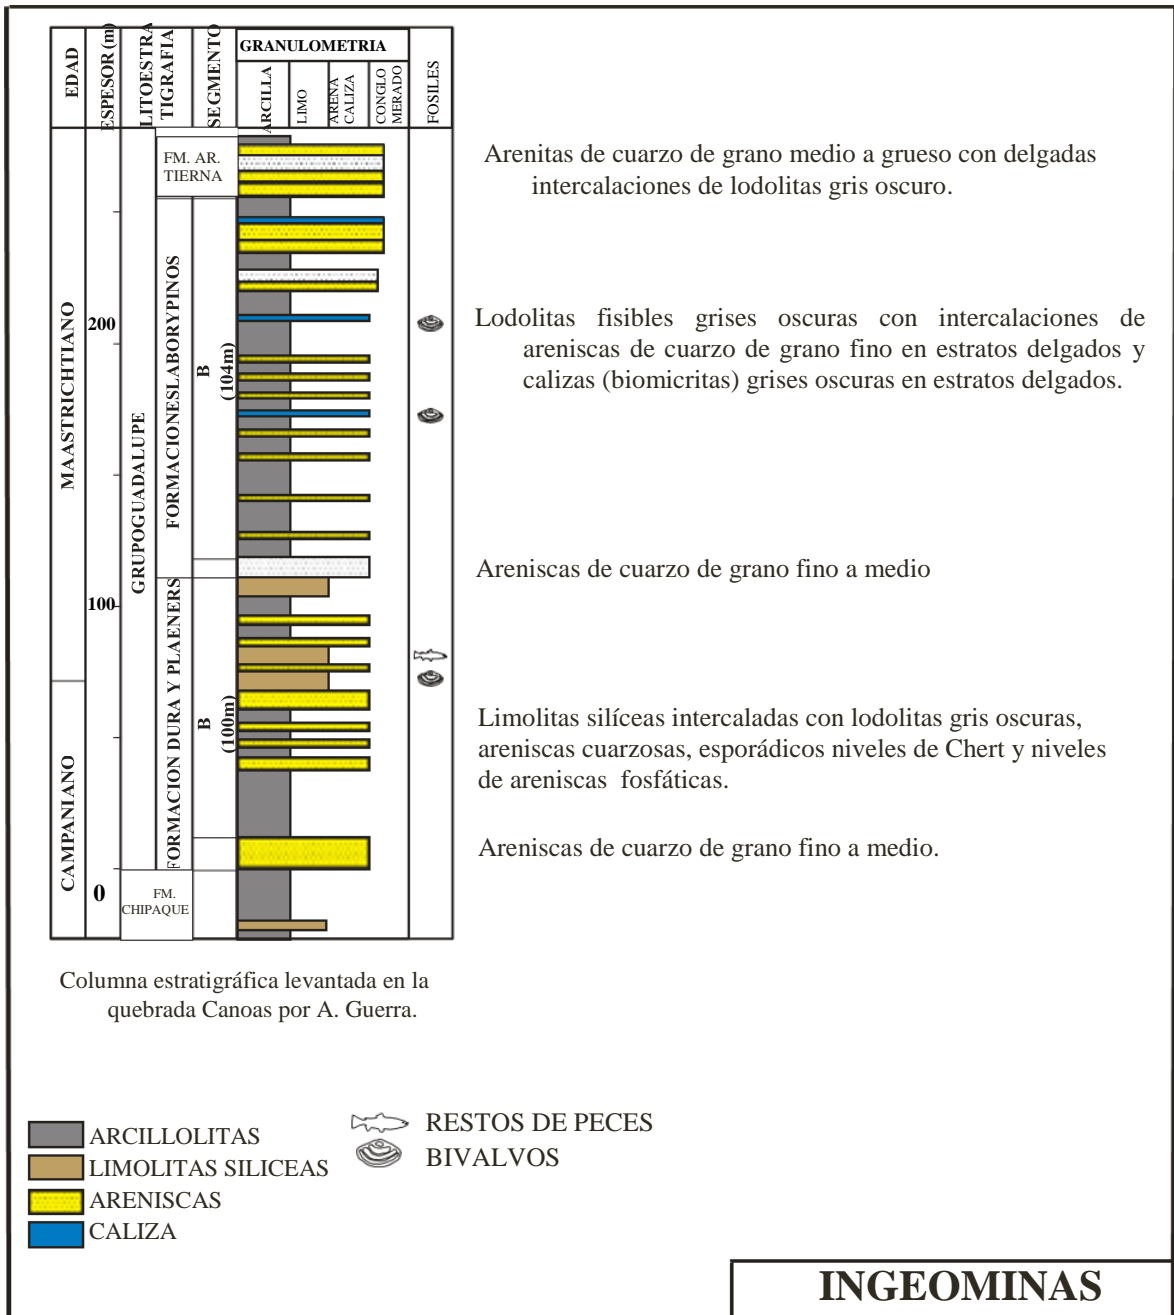 EDAD
ESPESOR (m)
LITOESTRA
TIGRAFIA
SEGMENTO
GRANULOMETRIA
ARCILLA
LIMO
ARENA
CALIZA
CONGLO
MERADO
FOSILES
MAASTRICHTIANO
CAMPANIANO
200
100
0
GRUPOGUADALUPE
FM. AR.
TIERNA
FORMACIONESLABORYPINOS
FORMACION DURA Y PLAENERS
FM.
CHIPAQUE
B
(104m)
B
(100m)
Arenitas de cuarzo de grano medio a grueso con delgadas
intercalaciones de lodolitas gris oscuro.
Lodolitas fisibles grises oscuras con intercalaciones de
areniscas de cuarzo de grano fino en estratos delgados y
calizas (biomicritas) grises oscuras en estratos delgados.
Areniscas de cuarzo de grano fino a medio
Limolitas silíceas intercaladas con lodolitas gris oscuras,
areniscas cuarzosas, esporádicos niveles de Chert y niveles
de areniscas fosfáticas.
Areniscas de cuarzo de grano fino a medio.
Columna estratigráfica levantada en la
quebrada Canoas por A. Guerra.
ARCILLOLITAS
LIMOLITAS SILICEAS
ARENISCAS
CALIZA
RESTOS DE PECES
BIVALVOS
INGEOMINAS